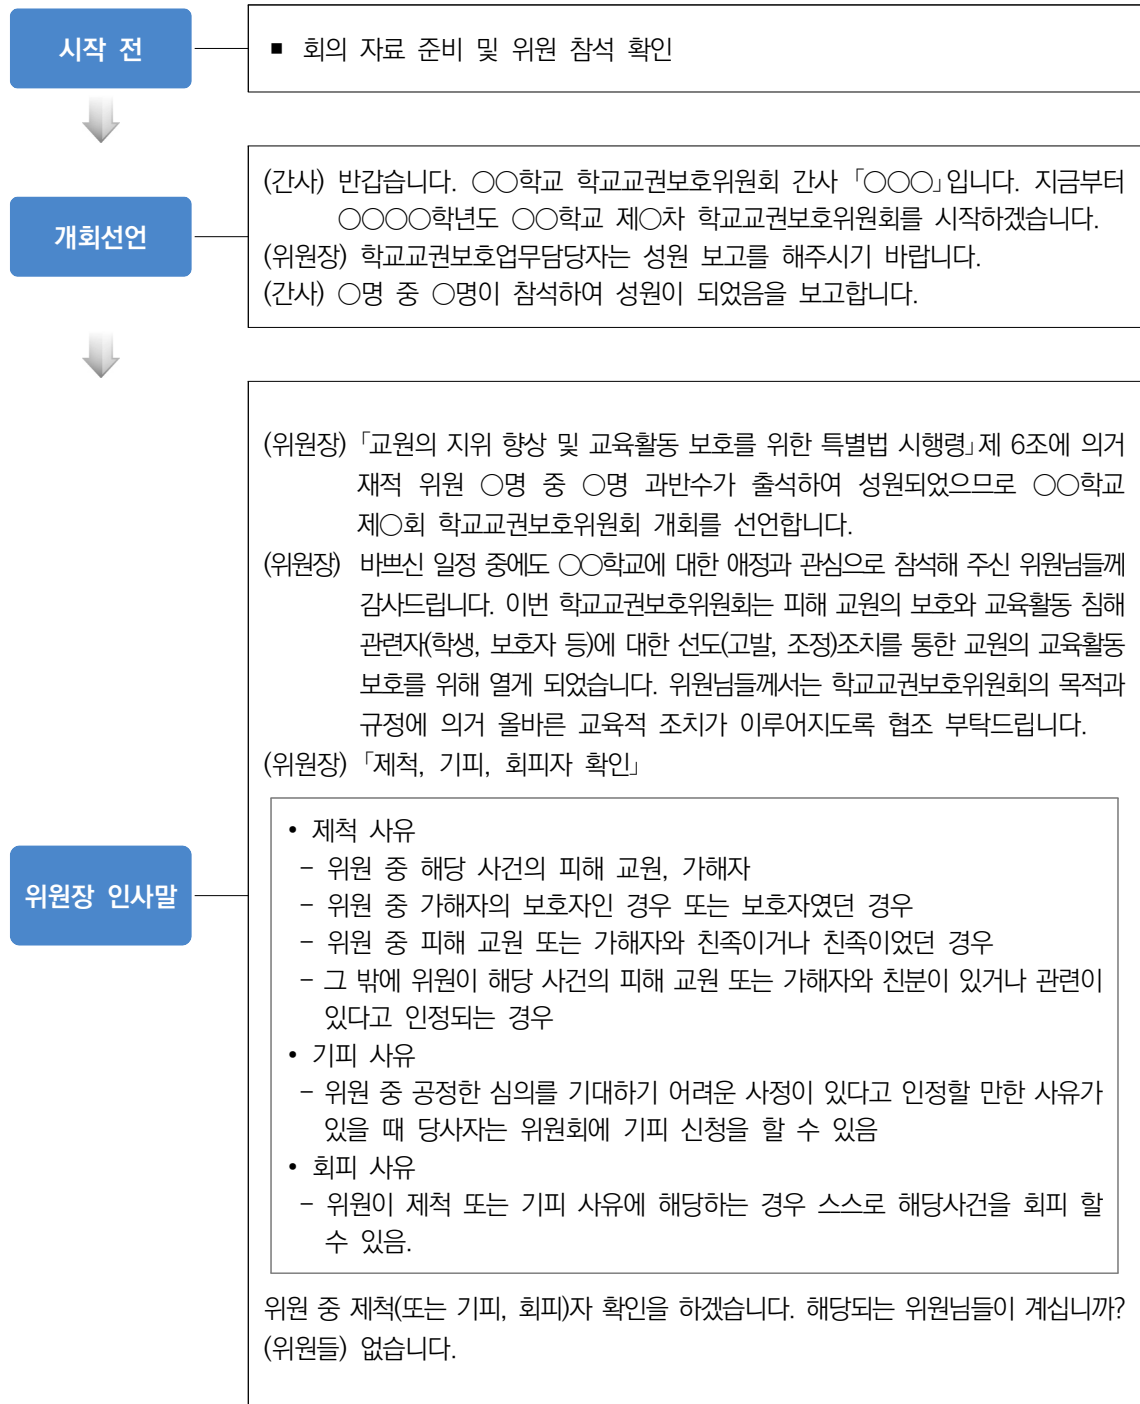 시작 전
■ 회의 자료 준비 및 위원 참석 확인
개회선언
(간사) 반갑습니다. ○○학교 학교교권보호위원회 간사 「○○○」입니다. 지금부터
○○○○학년도 ○○학교 제○차 학교교권보호위원회를 시작하겠습니다.
(위원장) 학교교권보호업무담당자는 성원 보고를 해주시기 바랍니다.
(간사) ○명 중 ○명이 참석하여 성원이 되었음을 보고합니다.
위원장 인사말
(위원장) 「교원의 지위 향상 및 교육활동 보호를 위한 특별법 시행령」제 6조에 의거
재적 위원 ○명 중 ○명 과반수가 출석하여 성원되었으므로 ○○학교
제○회 학교교권보호위원회 개회를 선언합니다.
(위원장) 바쁘신 일정 중에도 ○○학교에 대한 애정과 관심으로 참석해 주신 위원님들께
감사드립니다. 이번 학교교권보호위원회는 피해 교원의 보호와 교육활동 침해
관련자(학생, 보호자 등)에 대한 선도(고발, 조정)조치를 통한 교원의 교육활동
보호를 위해 열게 되었습니다. 위원님들께서는 학교교권보호위원회의 목적과
규정에 의거 올바른 교육적 조치가 이루어지도록 협조 부탁드립니다.
(위원장) 「제척, 기피, 회피자 확인」
• 제척 사유
- 위원 중 해당 사건의 피해 교원, 가해자
- 위원 중 가해자의 보호자인 경우 또는 보호자였던 경우
- 위원 중 피해 교원 또는 가해자와 친족이거나 친족이었던 경우
- 그 밖에 위원이 해당 사건의 피해 교원 또는 가해자와 친분이 있거나 관련이
있다고 인정되는 경우
• 기피 사유
- 위원 중 공정한 심의를 기대하기 어려운 사정이 있다고 인정할 만한 사유가
있을 때 당사자는 위원회에 기피 신청을 할 수 있음
• 회피 사유
- 위원이 제척 또는 기피 사유에 해당하는 경우 스스로 해당사건을 회피 할
수 있음.
위원 중 제척(또는 기피, 회피)자 확인을 하겠습니다. 해당되는 위원님들이 계십니까?
(위원들) 없습니다.